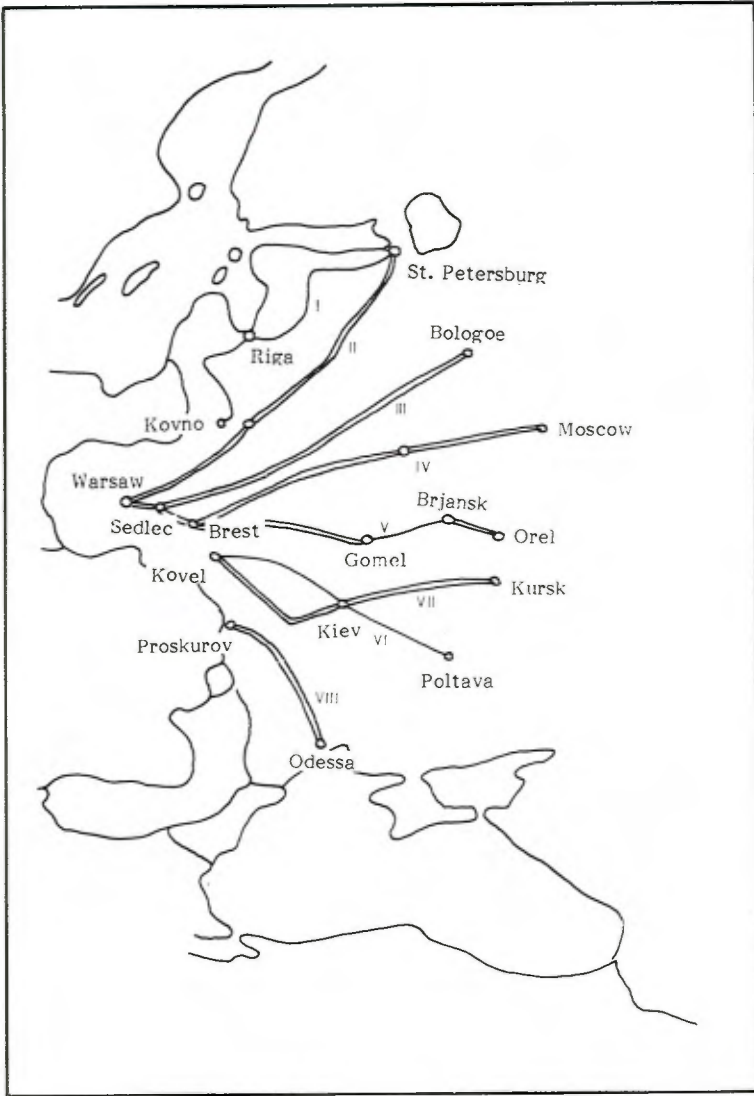 St. Petersburg
I
Bologoe
II
Riga
III
Kovno
Moscow
IV
Warsaw
Brjansk
Sedlec
Brest
V
Orel
Gomel
Kovel
Kursk
VII
Kiev
VI
Proskurov
Poltava
VIII
Odessa